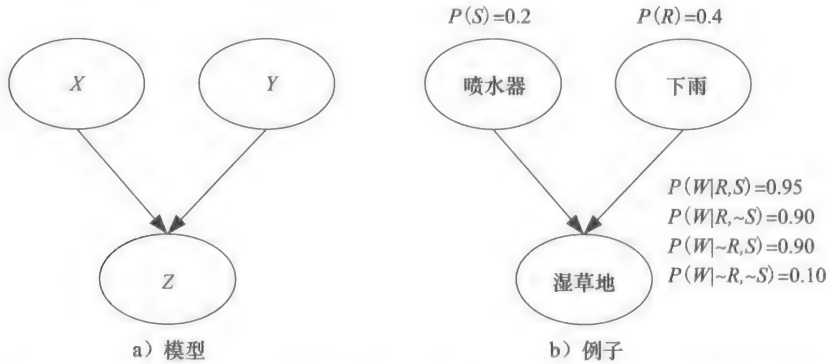 P(S)=0.2
P(R)=0.4
X
Y
喷水器
下雨
P(W|R,S)=0.95
P(W|R,~S)=0.90
P(W|~R,S)=0.90
P(W|~R,~S)=0.10
Z
湿草地
a）模型
b）例子